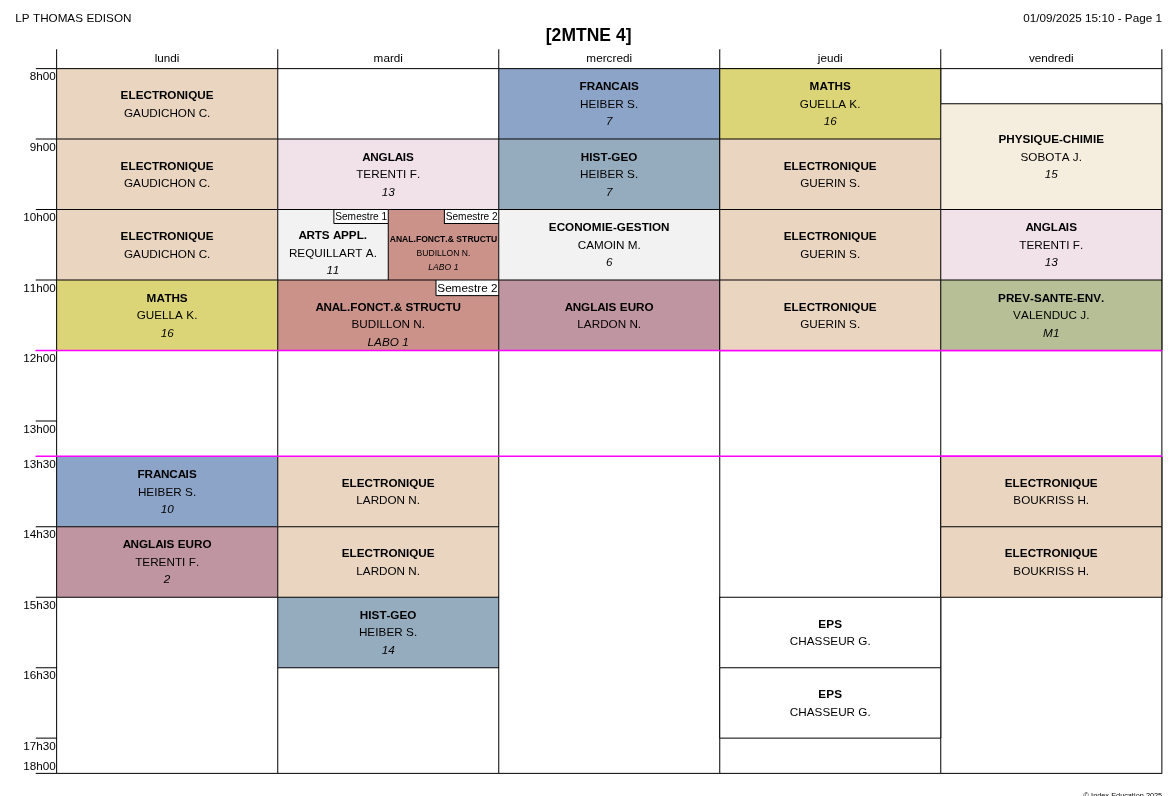 LP THOMAS EDISON
01/09/2025 15:10 - Page 1
[2MTNE 4]
lundi
mardi
mercredi
jeudi
vendredi
8h00
ELECTRONIQUE
GAUDICHON C.
FRANCAIS
HEIBER S.
7
MATHS
GUELLA K.
16
PHYSIQUE-CHIMIE
SOBOTA J.
15
9h00
ELECTRONIQUE
GAUDICHON C.
ANGLAIS
TERENTI F.
13
HIST-GEO
HEIBER S.
7
ELECTRONIQUE
GUERIN S.
10h00
ELECTRONIQUE
GAUDICHON C.
Semestre 1
ARTS APPL.
REQUILLART A.
11
Semestre 2
ANAL.FONCT.& STRUCTU
BUDILLON N.
LABO 1
ECONOMIE-GESTION
CAMOIN M.
6
ELECTRONIQUE
GUERIN S.
ANGLAIS
TERENTI F.
13
11h00
MATHS
GUELLA K.
16
Semestre 2
ANAL.FONCT.& STRUCTU
BUDILLON N.
LABO 1
ANGLAIS EURO
LARDON N.
ELECTRONIQUE
GUERIN S.
PREV-SANTE-ENV.
VALENDUC J.
M1
12h00
13h00
13h30
FRANCAIS
HEIBER S.
10
ELECTRONIQUE
LARDON N.
ELECTRONIQUE
BOUKRISS H.
14h30
ANGLAIS EURO
TERENTI F.
2
ELECTRONIQUE
LARDON N.
ELECTRONIQUE
BOUKRISS H.
15h30
HIST-GEO
HEIBER S.
14
EPS
CHASSEUR G.
16h30
EPS
CHASSEUR G.
17h30
18h00
© Index Education 2025